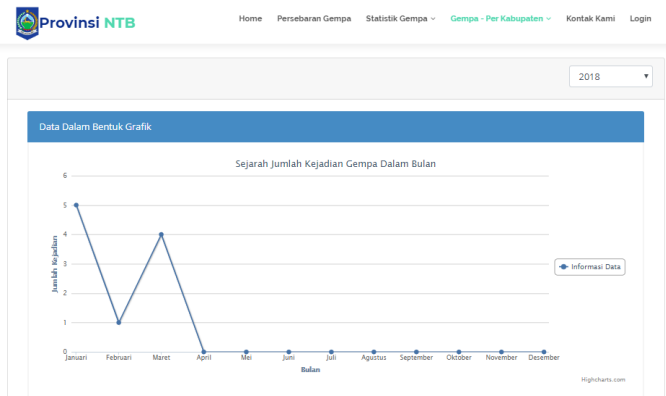 Provinsi NTB
Home Persebaran Gempa Statistik Gempa Gempa - Per Kabupaten Kontak Kami Login
2018
Data Dalam Bentuk Grafik
Sejarah Jumlah Kejadian Gempa Dalam Bulan
6
5
4
3
2
1
0
Jumlah Kejadian
Informasi Data
Januari Februari Maret April Mei Juni Juli Agustus September Oktober November Desember
Bulan
Highcharts.com